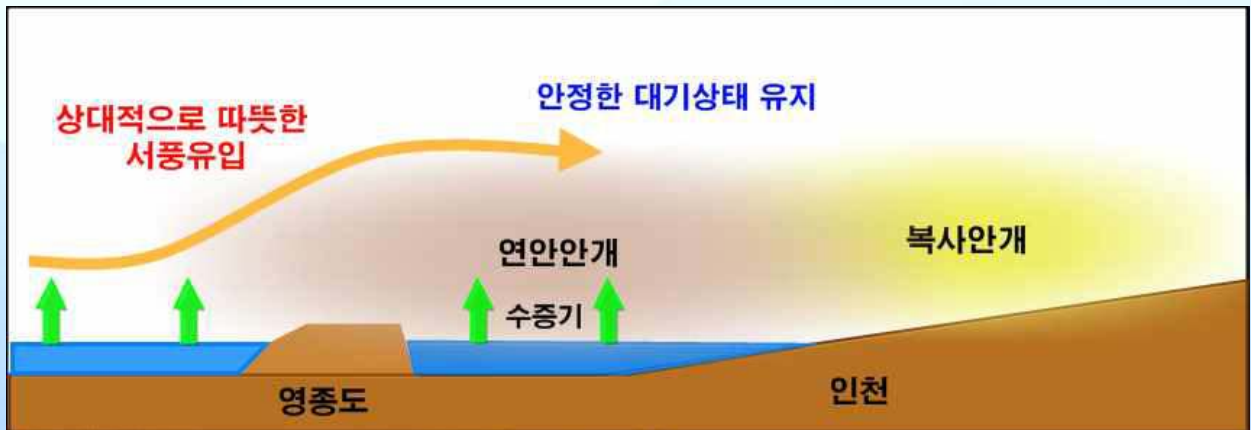 안정한 대기상태 유지
상대적으로 따뜻한
서풍유입
연안안개
복사안개
수증기
영종도
인천